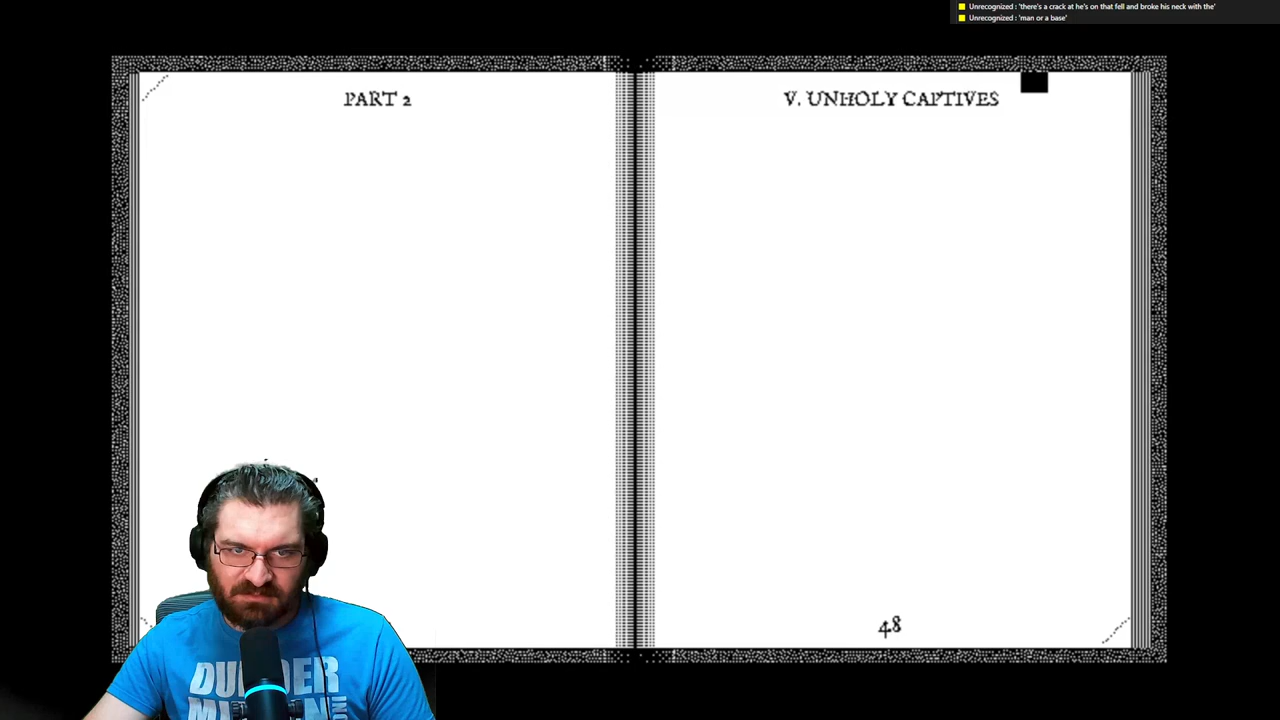 Unrecognized : 'there's a crack at he's on that fell and broke his neck with the'
Unrecognized : 'man or a base'
PART 2
V. UNHOLY CAPTIVES
48